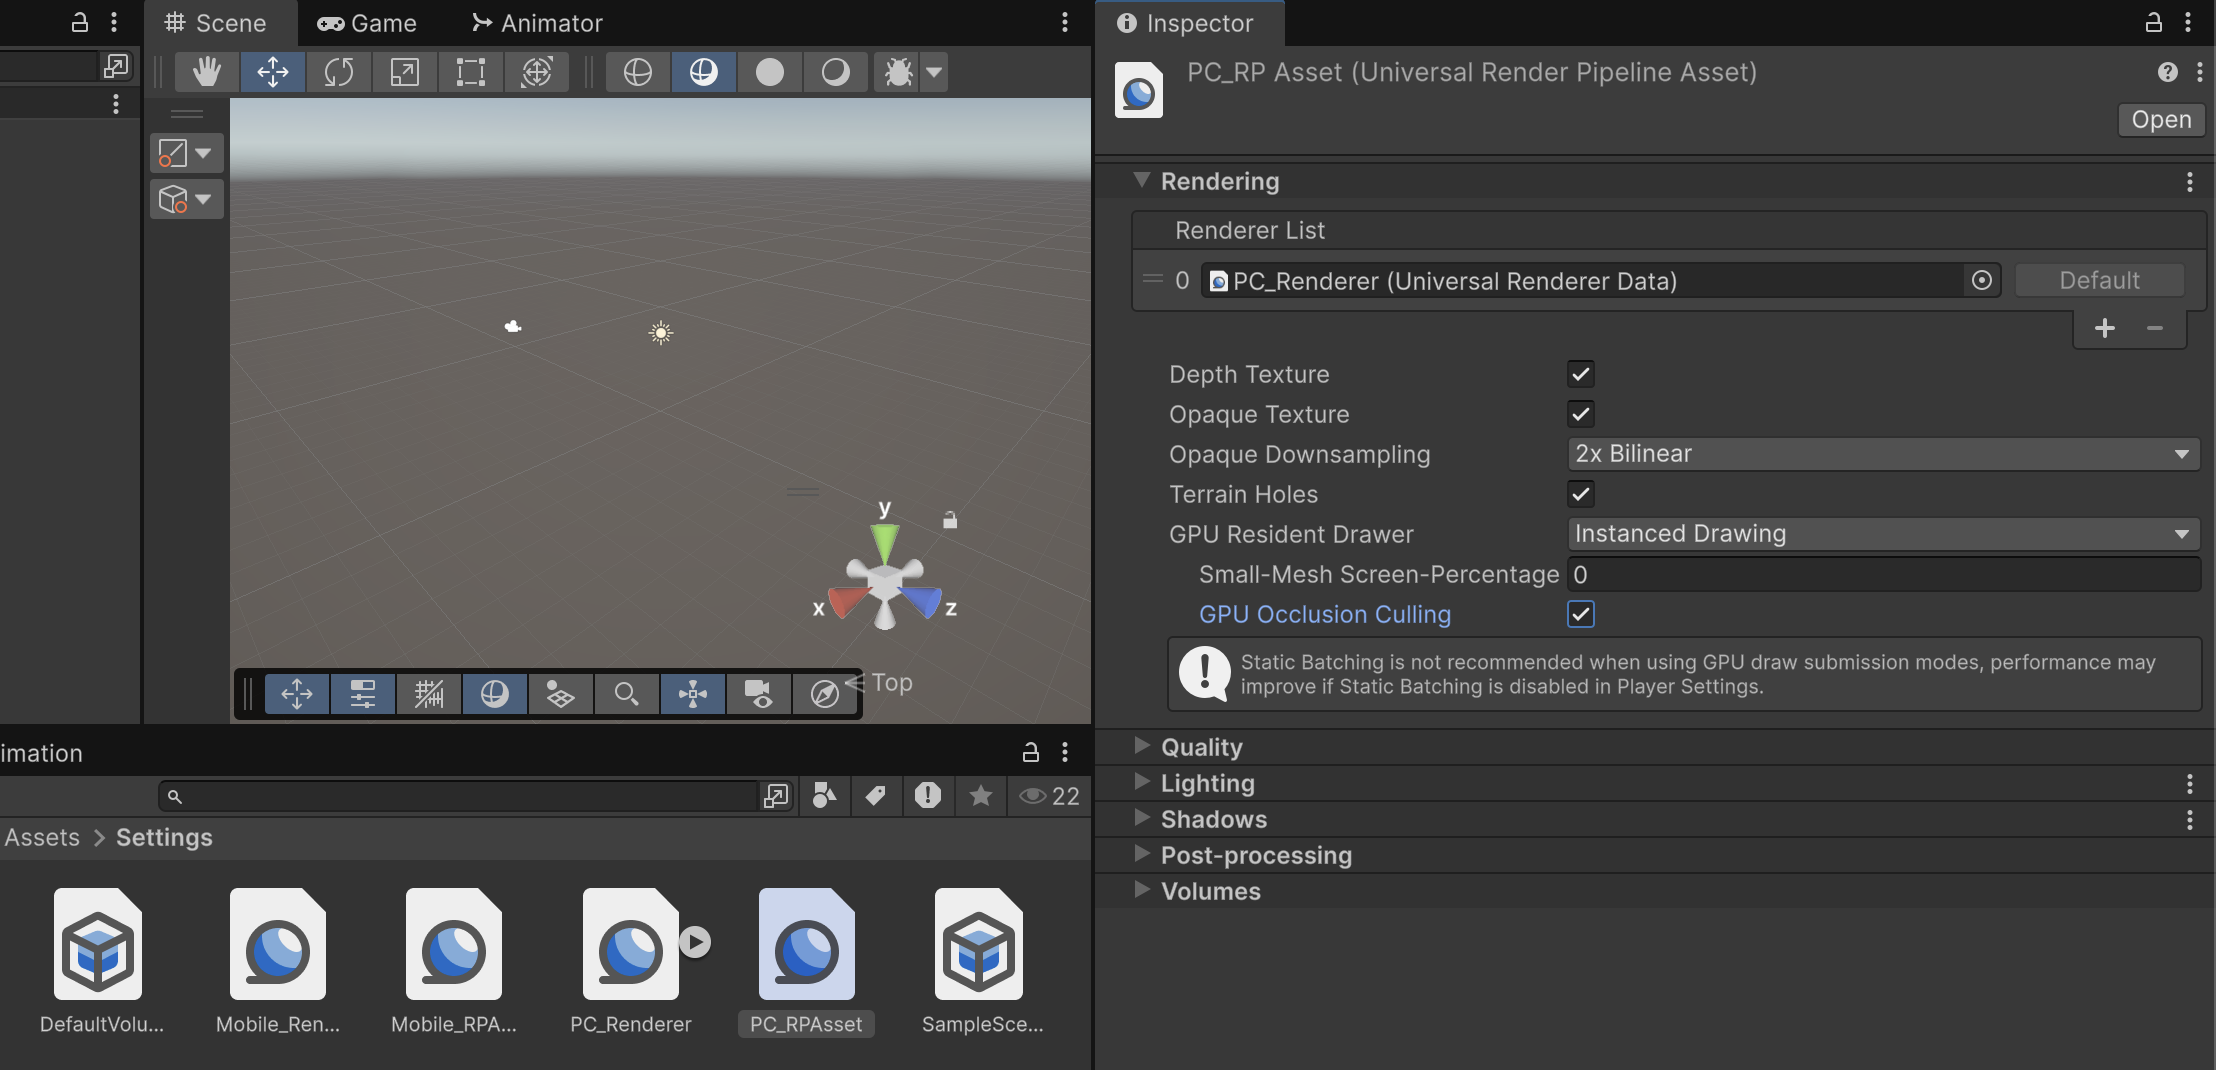 Scene
Game
Animator
Inspector
PC_RP Asset (Universal Render Pipeline Asset)
Open
Rendering
Renderer List
0
PC_Renderer (Universal Renderer Data)
Default
Depth Texture
Opaque Texture
Opaque Downsampling
2x Bilinear
Terrain Holes
GPU Resident Drawer
Instanced Drawing
Small-Mesh Screen-Percentage
0
GPU Occlusion Culling
Static Batching is not recommended when using GPU draw submission modes, performance may
improve if Static Batching is disabled in Player Settings.
Quality
Lighting
Shadows
Post-processing
Volumes
y
x
z
Top
imation
22
Assets > Settings
DefaultVolu...
Mobile_Ren...
Mobile_RPA...
PC_Renderer
PC_RPAsset
SampleSce...